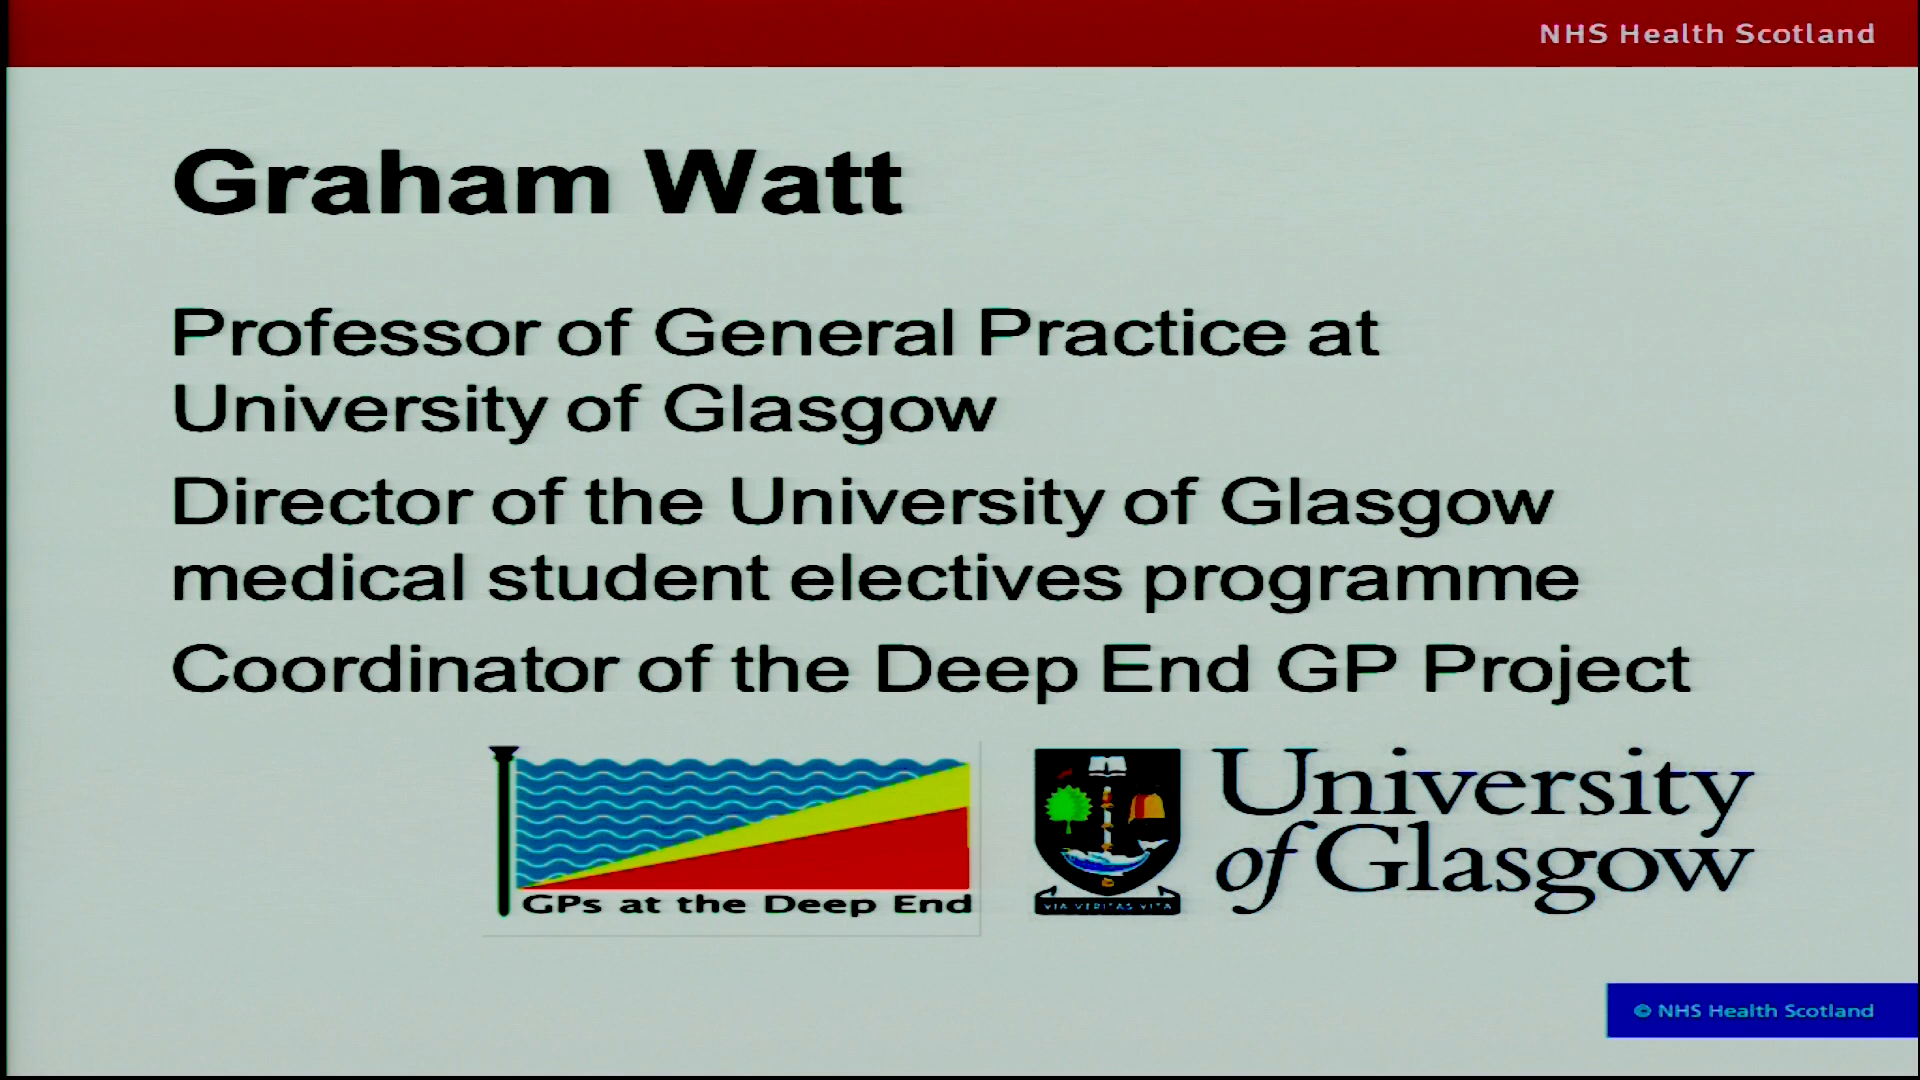 NHS Health Scotland
Graham Watt
Professor of General Practice at
University of Glasgow
Director of the University of Glasgow
medical student electives programme
Coordinator of the Deep End GP Project
GPs at the Deep End
University
of Glasgow
VIA VERITAS VITA
© NHS Health Scotland